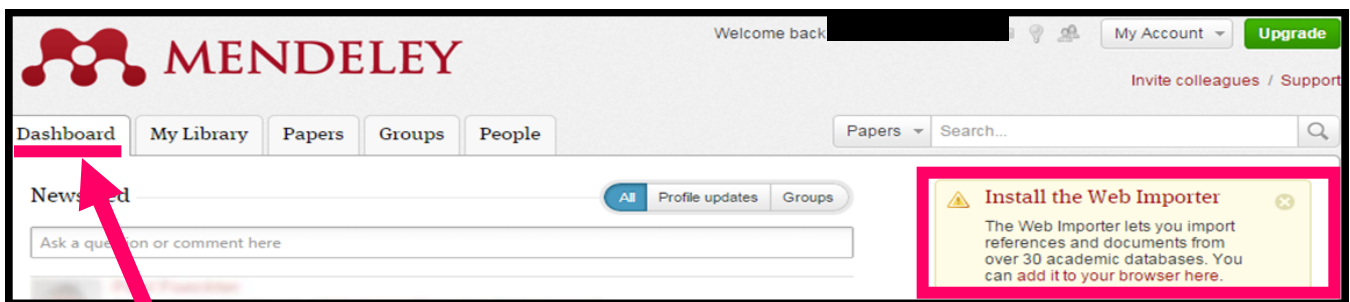 MENDELEY
Welcome back
My Account
Upgrade
Invite colleagues / Support
Dashboard
My Library
Papers
Groups
People
Papers
Search...
All
Profile updates
Groups
Install the Web Importer
The Web Importer lets you import
references and documents from
over 30 academic databases. You
can add it to your browser here.
Ask a question or comment here